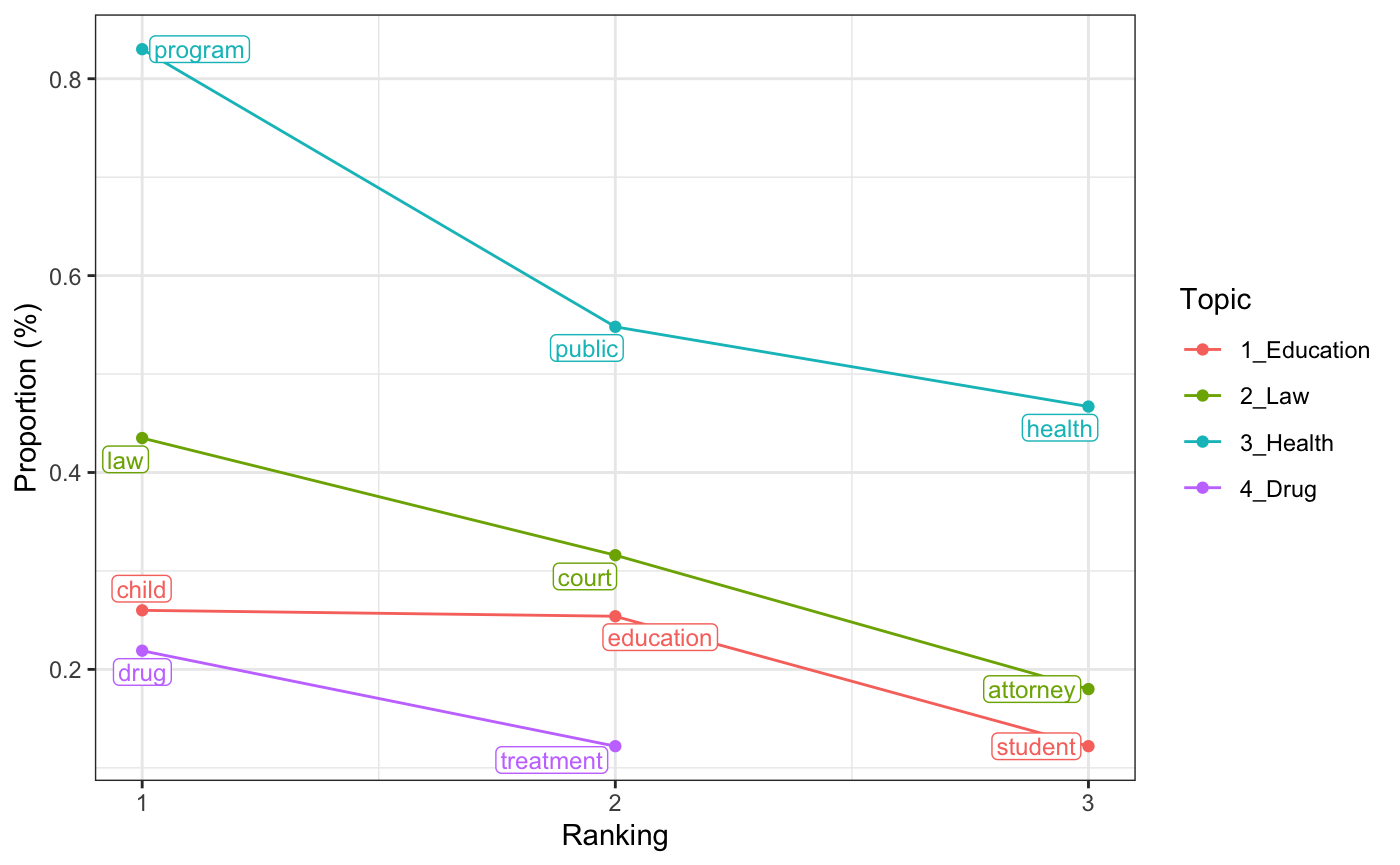 Proportion (%)
0.8
0.6
0.4
0.2
program
public
health
law
court
child
education
drug
attorney
student
treatment
1
2
3
Ranking
Topic
1_Education
2_Law
3_Health
4_Drug